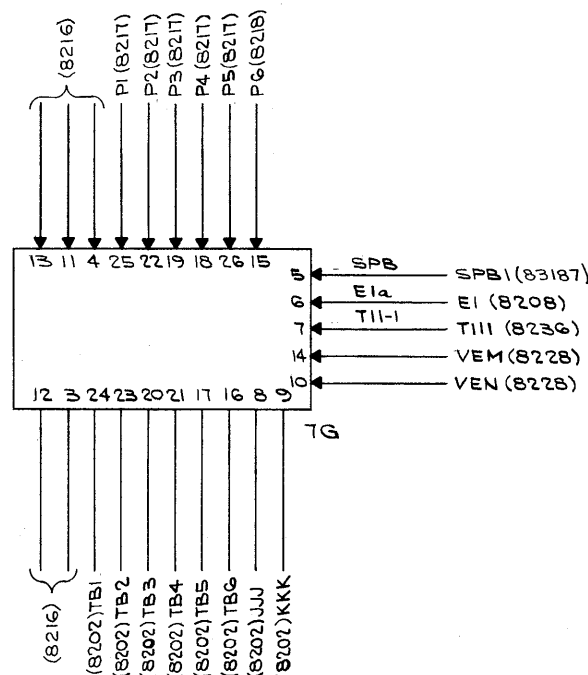 (8216)
P1(8217)
P2(8217)
P3(8217)
P4(8217)
P5(8217)
P6(8218)
13 11 4 25 22 19 18 26 15
5 SPB SPB1(83187)
6 E1a E1 (8208)
7 T11-1 T111 (8236)
14 VEM (8228)
10 VEN (8228)
12 3 24 23 20 21 17 16 8 9
7G
(8216)
(8202)TB1
(8202)TB2
(8202)TB3
(8202)TB4
(8202)TB5
(8202)TB6
(8202)JJJ
(8202)KKK